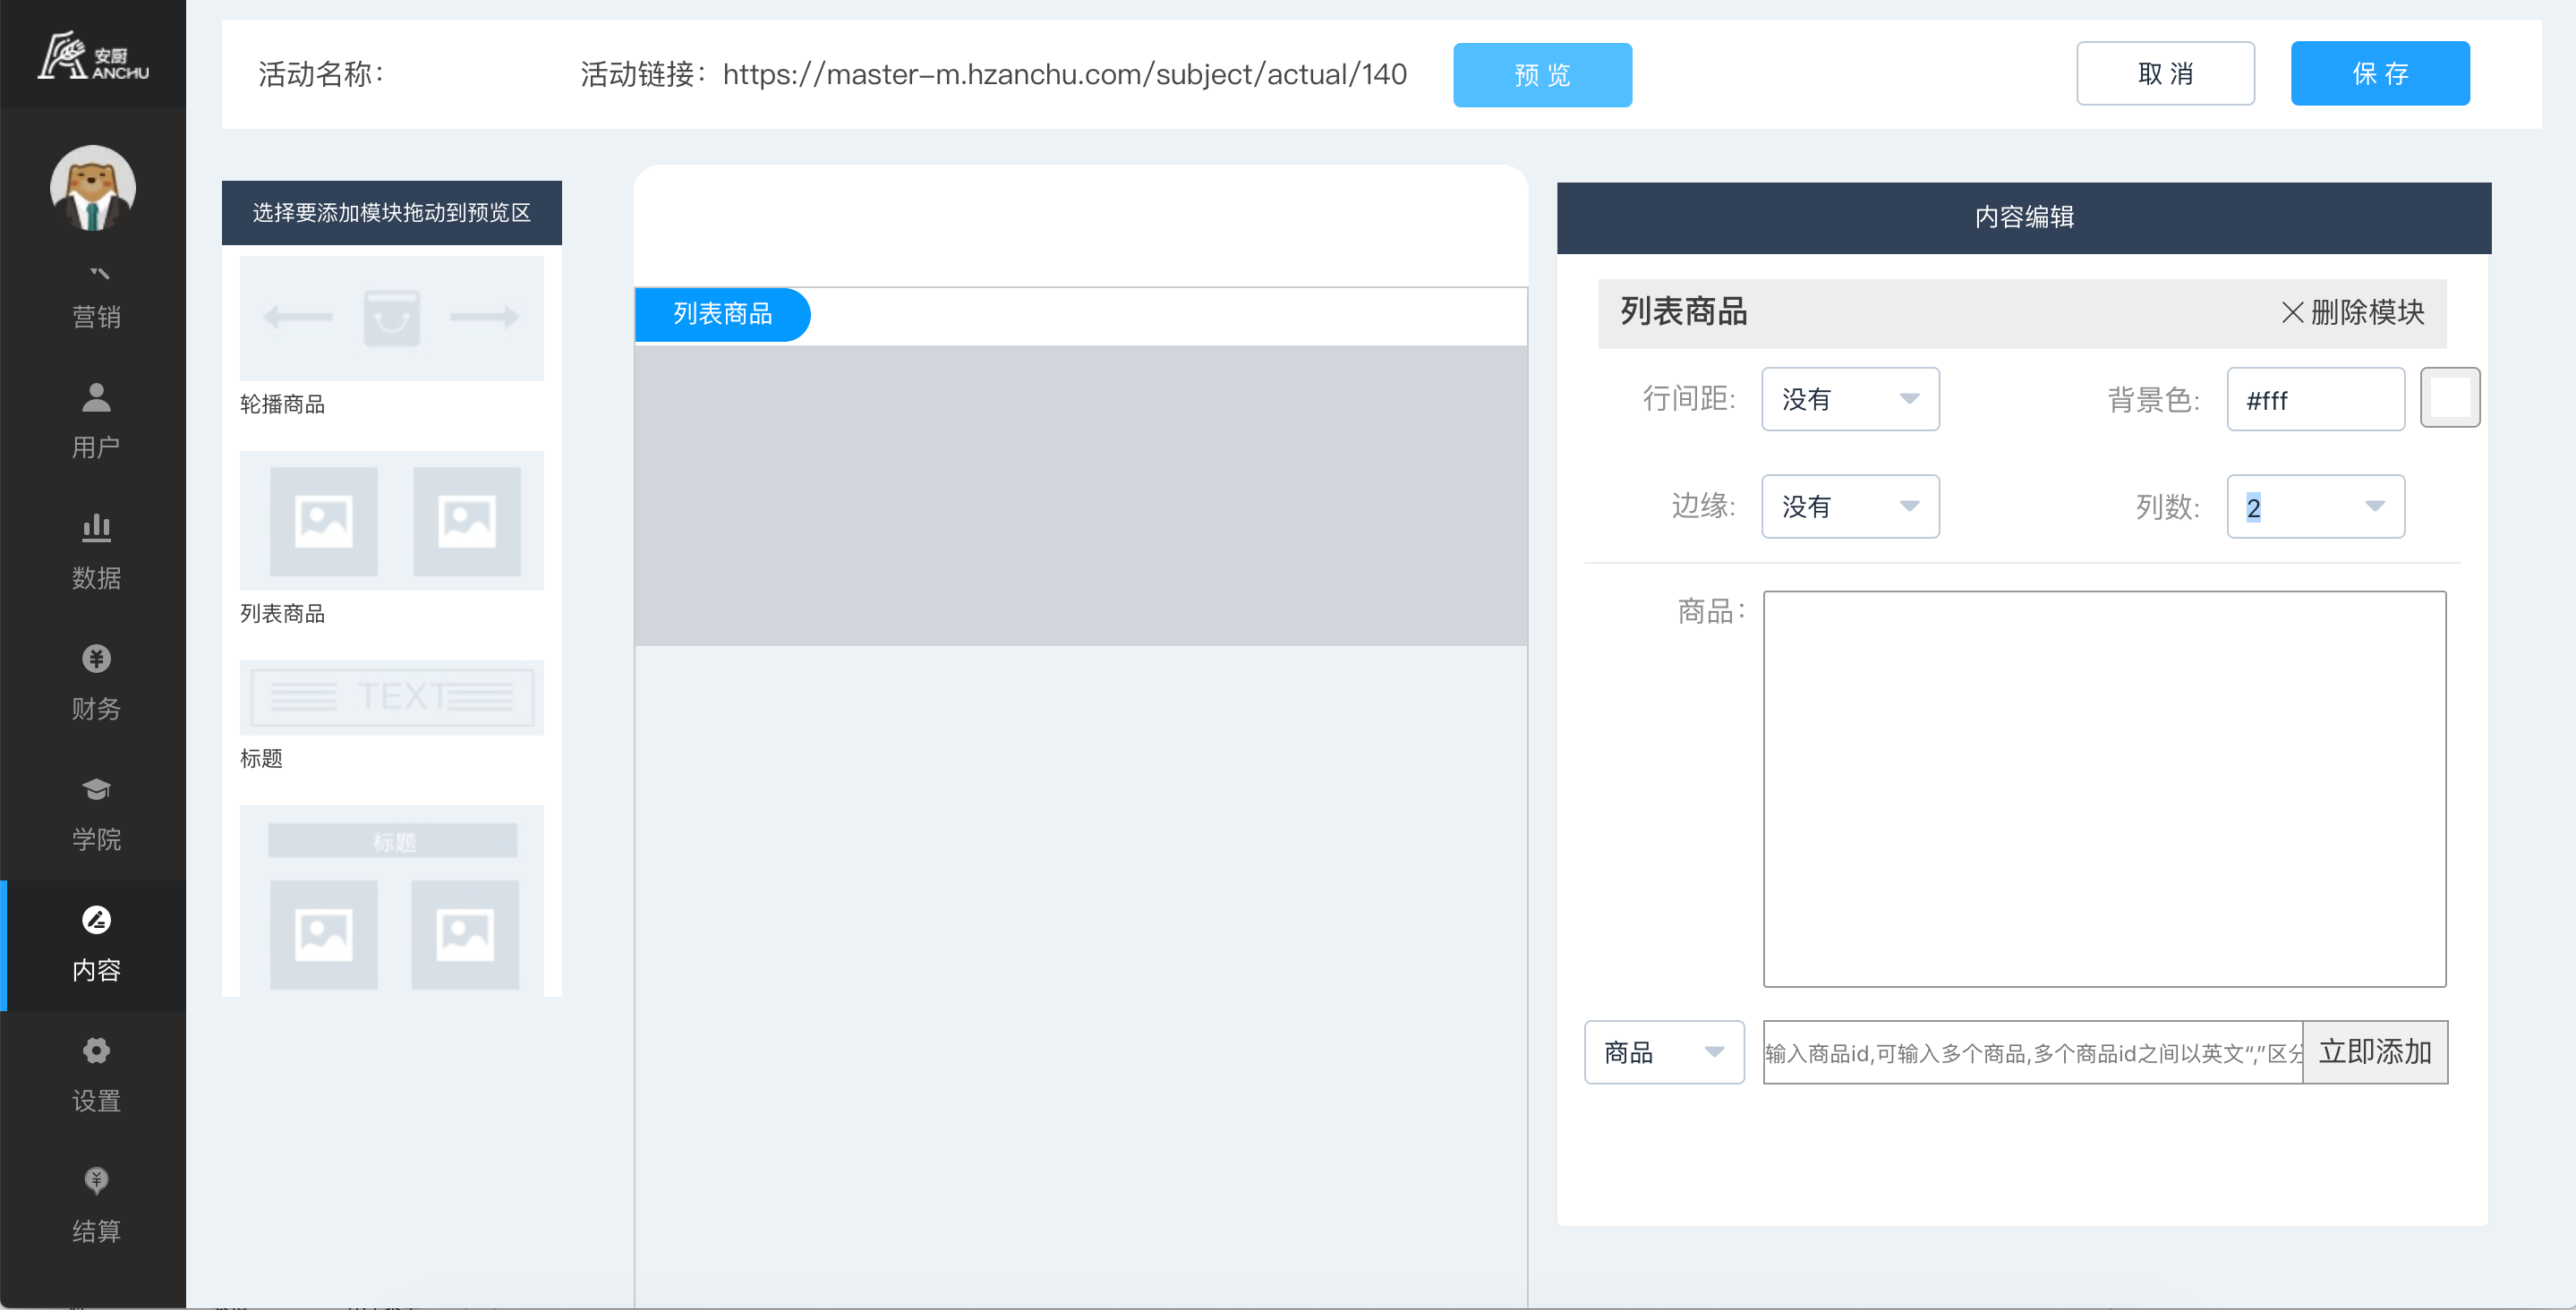 安厨
ANCHU
营销
用户
数据
财务
学院
内容
设置
结算
活动名称：
活动链接：https://master-m.hzanchu.com/subject/actual/140
预 览
取 消
保 存
选择要添加模块拖动到预览区
轮播商品
列表商品
TEXT
标题
标题
列表商品
内容编辑
列表商品
删除模块
行间距:
没有
背景色:
#fff
边缘:
没有
列数:
2
商品：
商品
输入商品id,可输入多个商品,多个商品id之间以英文“,”区分
立即添加